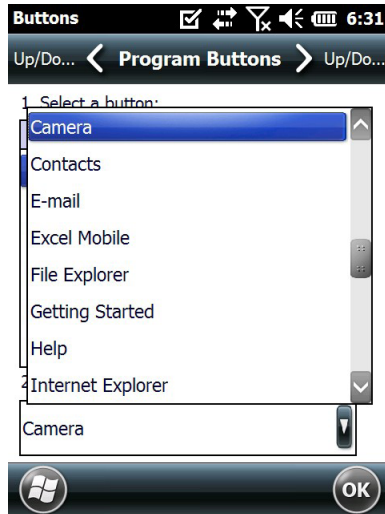 Buttons 6:31
Up/Do... Program Buttons Up/Do...
1. Select a button:
Camera
Contacts
E-mail
Excel Mobile
File Explorer
Getting Started
Help
Internet Explorer
2
Camera
OK